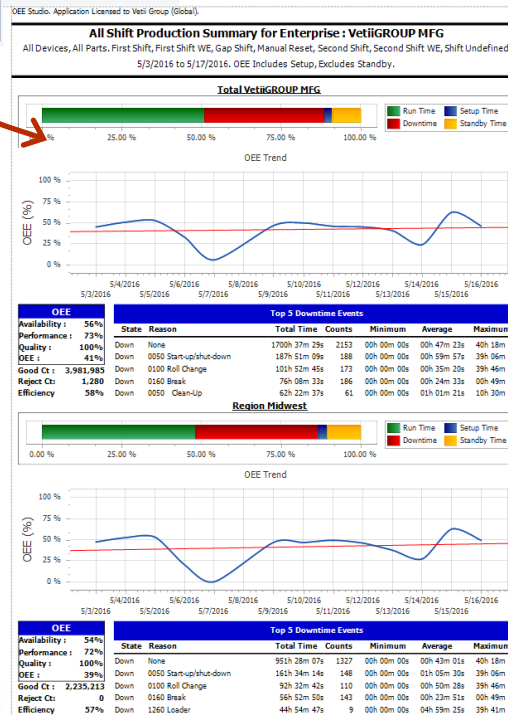 OEE Studio. Application Licensed to Vetii Group (Global).
All Shift Production Summary for Enterprise : VetiiGROUP MFG
All Devices, All Parts. First Shift, First Shift WE, Gap Shift, Manual Reset, Second Shift, Second Shift WE, Shift Undefined
5/3/2016 to 5/17/2016. OEE Includes Setup, Excludes Standby.
Total VetiiGROUP MFG
Run Time Setup Time
Downtime Standby Time
% 25.00 % 50.00 % 75.00 % 100.00 %
OEE Trend
100 %
75 %
50 %
25 %
0 %
OEE (%)
5/4/2016 5/6/2016 5/8/2016 5/10/2016 5/12/2016 5/14/2016 5/16/2016
5/3/2016 5/5/2016 5/7/2016 5/9/2016 5/11/2016 5/13/2016 5/15/2016
OEE Top 5 Downtime Events
Availability : 56% State Reason Total Time Counts Minimum Average Maximum
Performance : 73% Down None 1700h 37m 29s 2153 00h 00m 00s 00h 47m 23s 40h 18m
Quality : 100% Down 0050 Start-up/shut-down 187h 51m 09s 188 00h 00m 00s 00h 59m 57s 39h 06m
OEE : 41% Down 0100 Roll Change 101h 52m 45s 173 00h 00m 00s 00h 35m 20s 39h 46m
Good Ct : 3,981,985 Down 0160 Break 76h 08m 33s 186 00h 00m 00s 00h 24m 33s 00h 49m
Reject Ct: 1,280 Down 0050 Clean-Up 62h 22m 37s 61 00h 00m 00s 01h 01m 21s 10h 30m
Efficiency 58%
Region Midwest
Run Time Setup Time
Downtime Standby Time
0.00 % 25.00 % 50.00 % 75.00 % 100.00 %
OEE Trend
100 %
75 %
50 %
25 %
0 %
OEE (%)
5/4/2016 5/6/2016 5/8/2016 5/10/2016 5/12/2016 5/14/2016 5/16/2016
5/3/2016 5/5/2016 5/7/2016 5/9/2016 5/11/2016 5/13/2016 5/15/2016
OEE Top 5 Downtime Events
Availability : 54% State Reason Total Time Counts Minimum Average Maximum
Performance : 72% Down None 951h 28m 07s 1327 00h 00m 00s 00h 43m 01s 40h 18m
Quality : 100% Down 0050 Start-up/shut-down 161h 34m 14s 148 00h 00m 00s 01h 05m 30s 39h 06m
OEE : 39% Down 0100 Roll Change 92h 32m 42s 110 00h 00m 00s 00h 50m 28s 39h 46m
Good Ct : 2,235,213 Down 0160 Break 56h 52m 50s 143 00h 00m 00s 00h 23m 51s 00h 49m
Reject Ct: 0 Down 1260 Loader 44h 54m 47s 9 00h 00m 00s 04h 59m 25s 39h 41m
Efficiency 57%